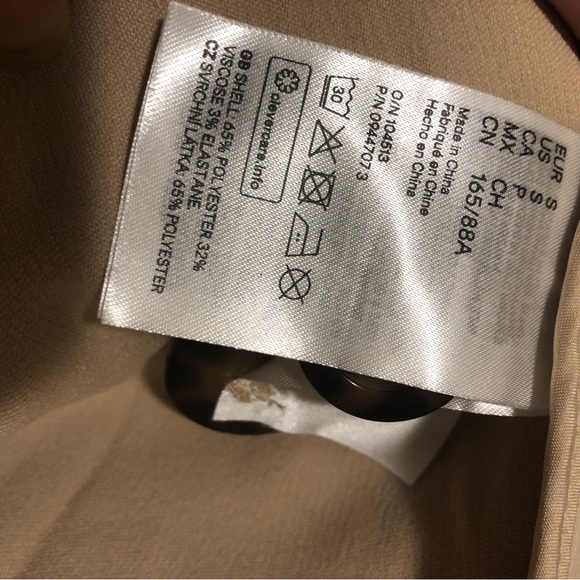 EUR S
US S
CA P
MX CH
CN 165/88A
Made in China
Fabriqué en Chine
Hecho en China
O/N 104513
P/N 0944707 3
30
clevercare.info
GB SHELL 65% POLYESTER 32%
VISCOSE 3% ELASTANE.
CZ SVRCHNÍ LÁTKA: 65% POLYESTER